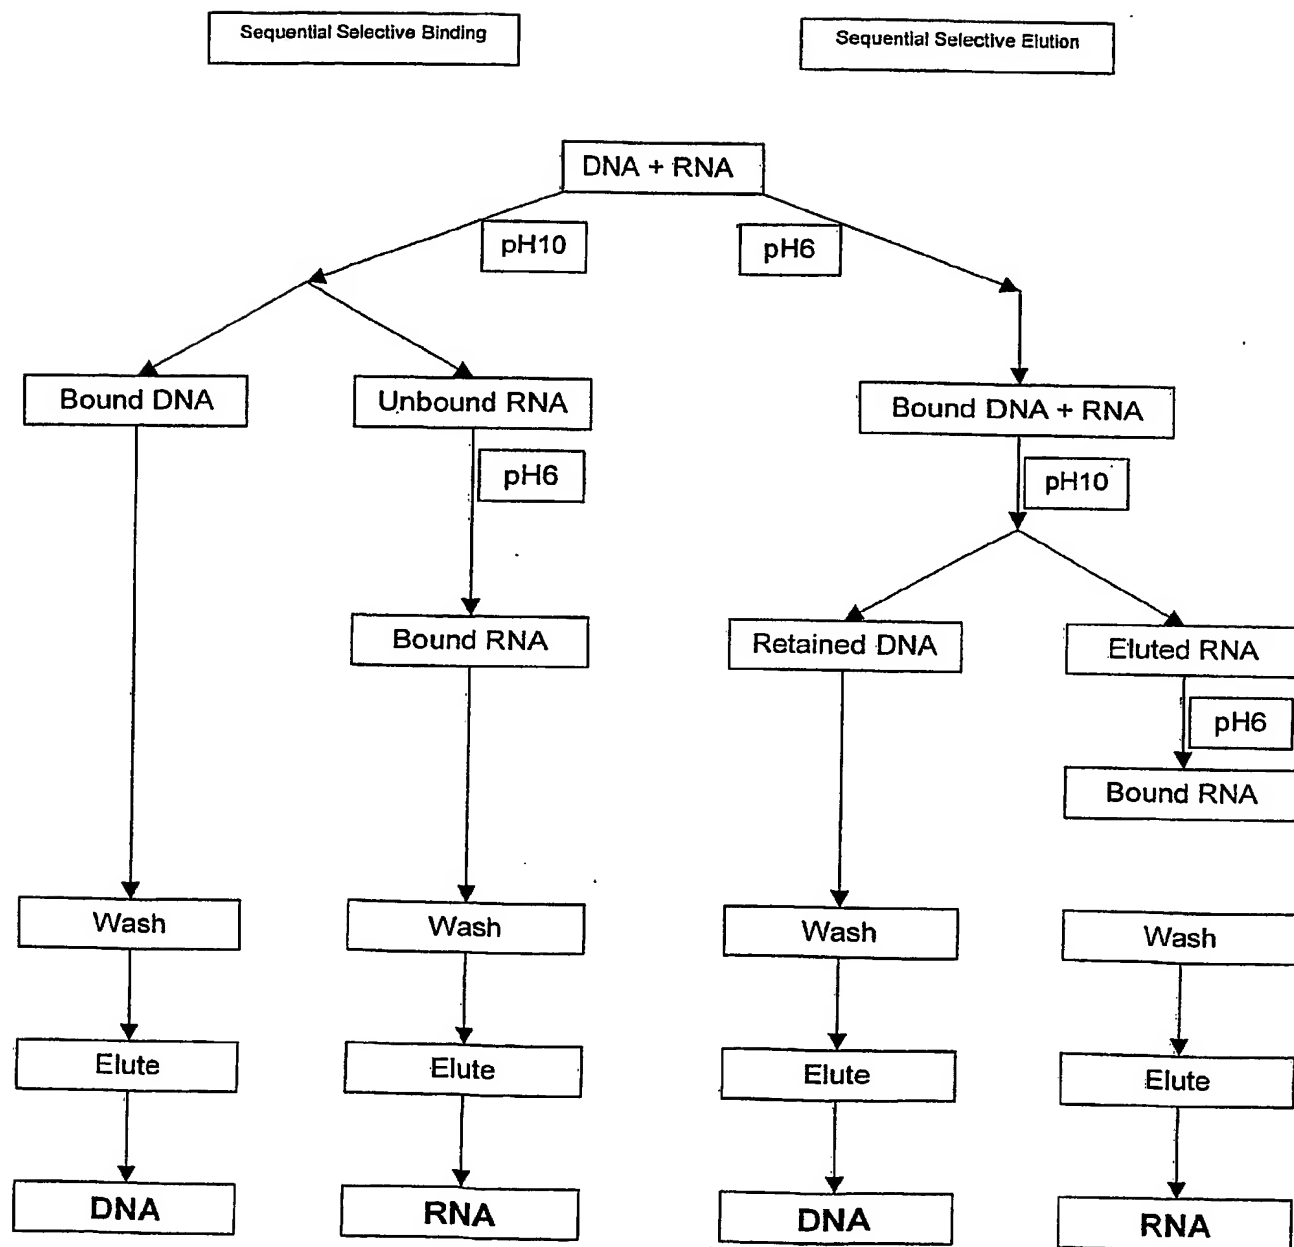 Sequential Selective Binding
Sequential Selective Elution
DNA + RNA
pH10
pH6
Bound DNA
Unbound RNA
Bound DNA + RNA
pH6
pH10
Bound RNA
Retained DNA
Eluted RNA
pH6
Bound RNA
Wash
Wash
Wash
Wash
Elute
Elute
Elute
Elute
DNA
RNA
DNA
RNA